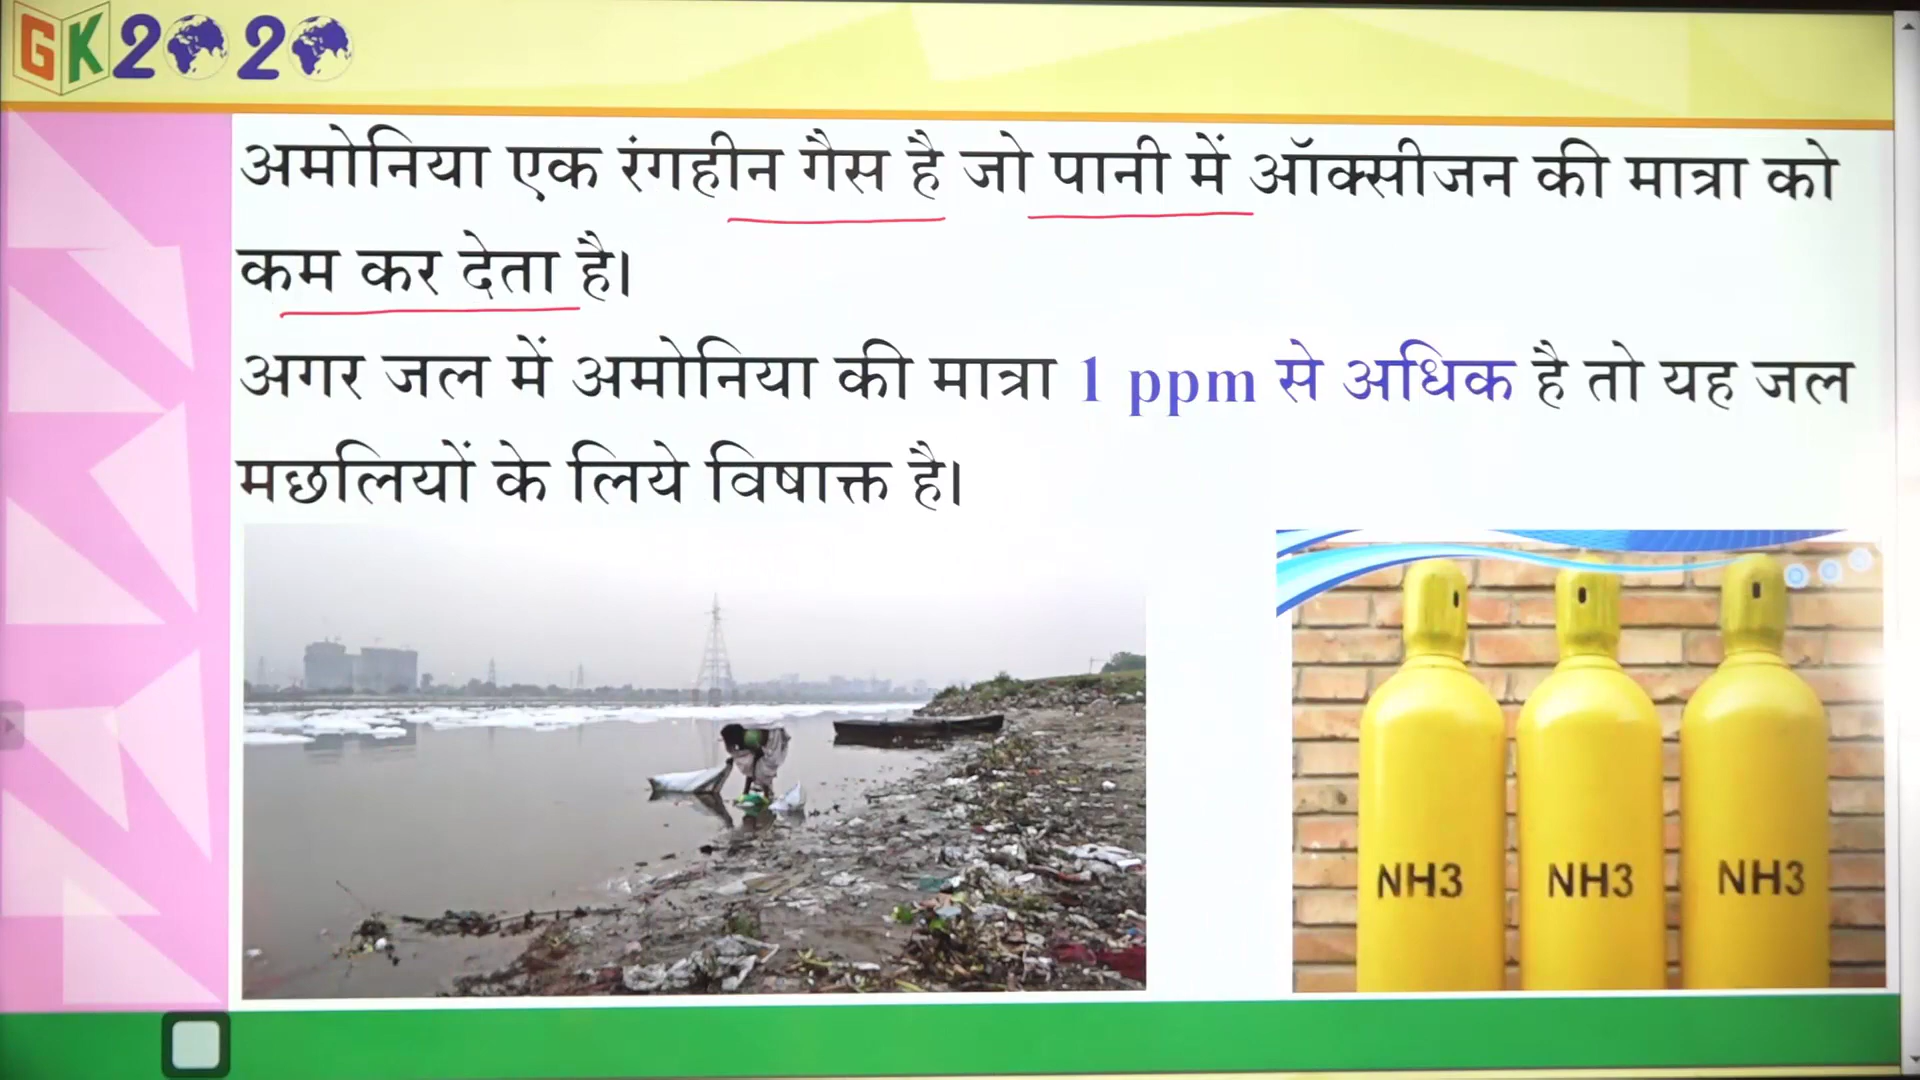 GK2020
अमोनिया एक रंगहीन गैस है जो पानी में ऑक्सीजन की मात्रा को
कम कर देता है।
अगर जल में अमोनिया की मात्रा 1 ppm से अधिक है तो यह जल
मछलियों के लिये विषाक्त है।
NH3 NH3 NH3